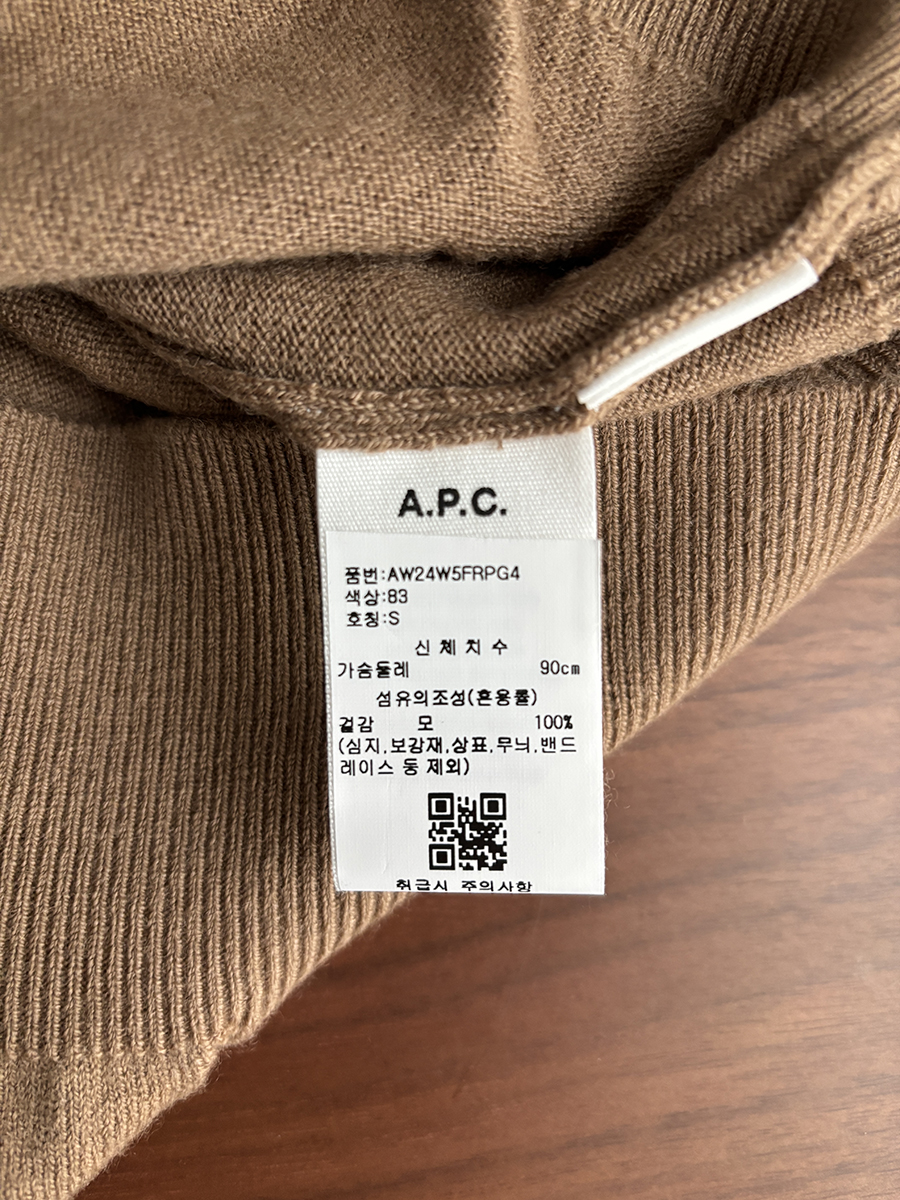 A.P.C.
품번:AW24W5FRPG4
색상:83
호칭:S
신 체 치 수
가슴둘레 90cm
섬유의조성(혼용률)
겉감 모 100%
(심지,보강재,상표,무늬,밴드
레이스 등 제외)
취급시 주의사항